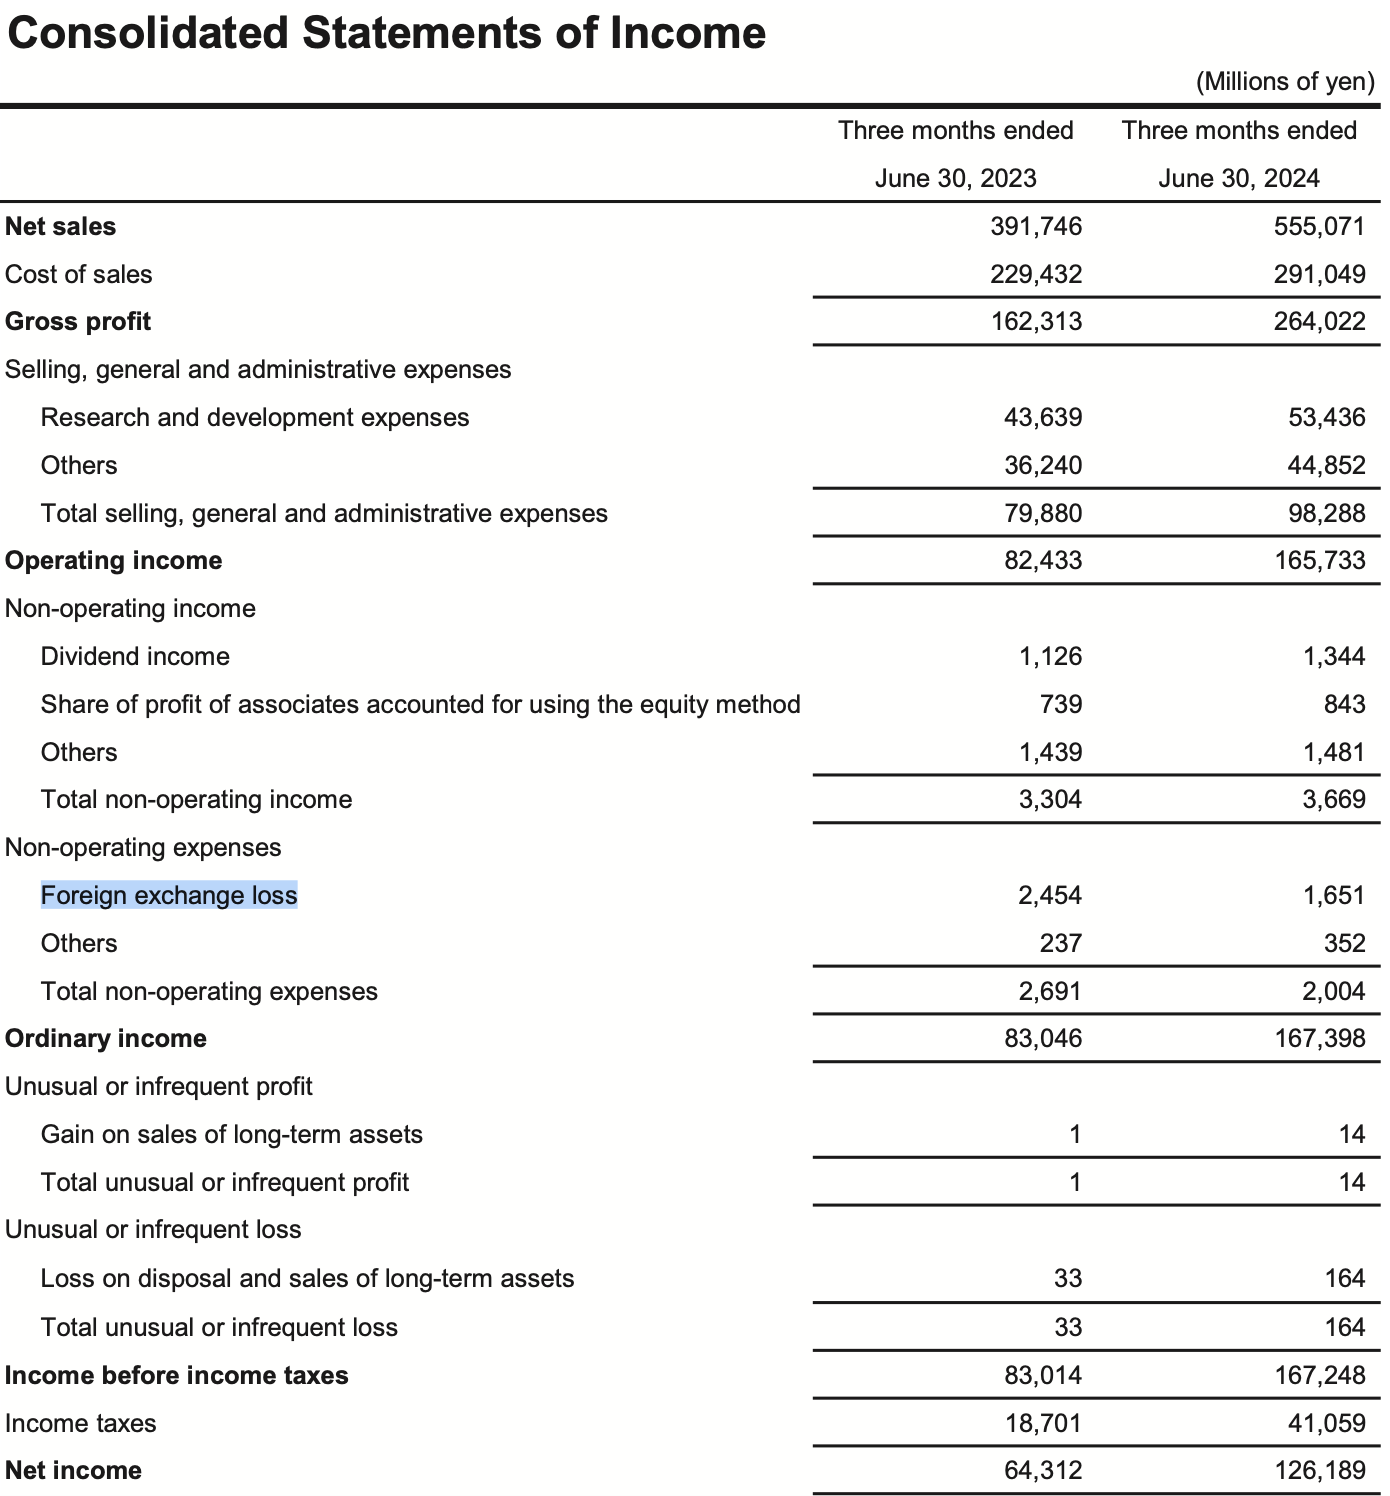 Consolidated Statements of Income
(Millions of yen)
Three months ended Three months ended
June 30, 2023 June 30, 2024
Net sales 391,746 555,071
Cost of sales 229,432 291,049
Gross profit 162,313 264,022
Selling, general and administrative expenses
Research and development expenses 43,639 53,436
Others 36,240 44,852
Total selling, general and administrative expenses 79,880 98,288
Operating income 82,433 165,733
Non-operating income
Dividend income 1,126 1,344
Share of profit of associates accounted for using the equity method 739 843
Others 1,439 1,481
Total non-operating income 3,304 3,669
Non-operating expenses
Foreign exchange loss 2,454 1,651
Others 237 352
Total non-operating expenses 2,691 2,004
Ordinary income 83,046 167,398
Unusual or infrequent profit
Gain on sales of long-term assets 1 14
Total unusual or infrequent profit 1 14
Unusual or infrequent loss
Loss on disposal and sales of long-term assets 33 164
Total unusual or infrequent loss 33 164
Income before income taxes 83,014 167,248
Income taxes 18,701 41,059
Net income 64,312 126,189